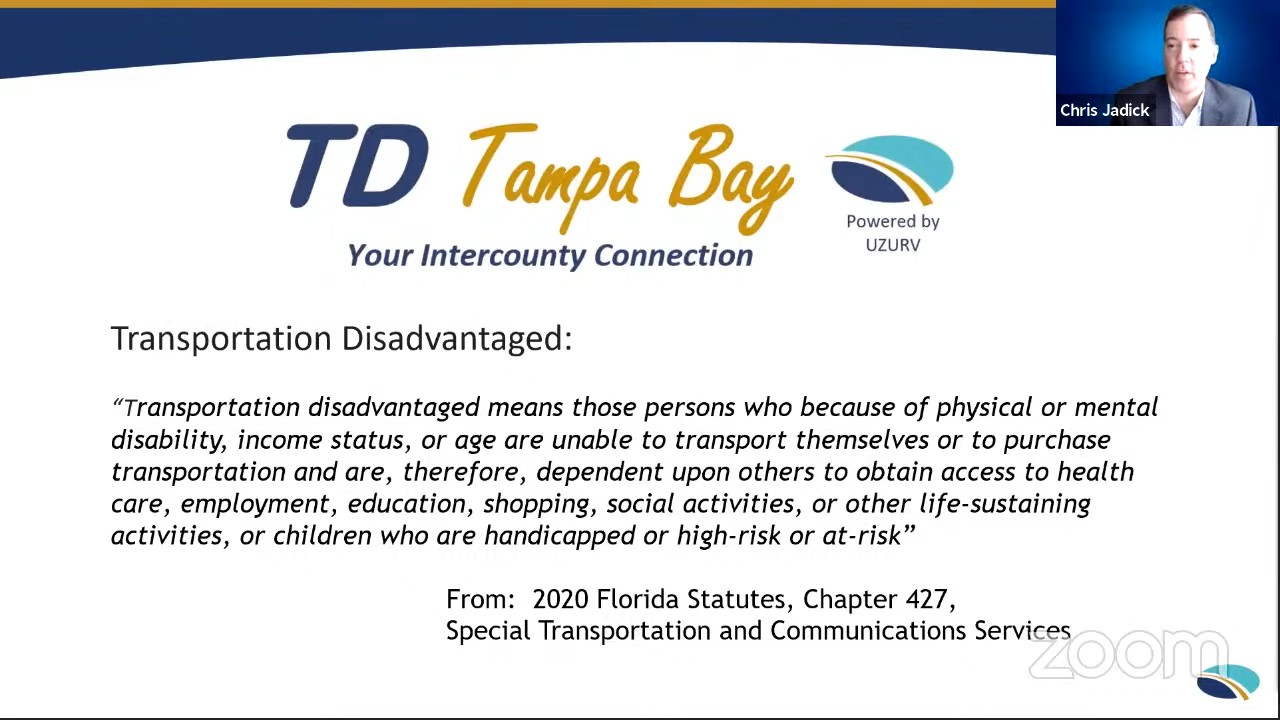 Chris Jadick
TD Tampa Bay
Powered by
UZURV
Your Intercounty Connection
Transportation Disadvantaged:
“Transportation disadvantaged means those persons who because of physical or mental
disability, income status, or age are unable to transport themselves or to purchase
transportation and are, therefore, dependent upon others to obtain access to health
care, employment, education, shopping, social activities, or other life-sustaining
activities, or children who are handicapped or high-risk or at-risk”
From: 2020 Florida Statutes, Chapter 427,
Special Transportation and Communications Services
zoom